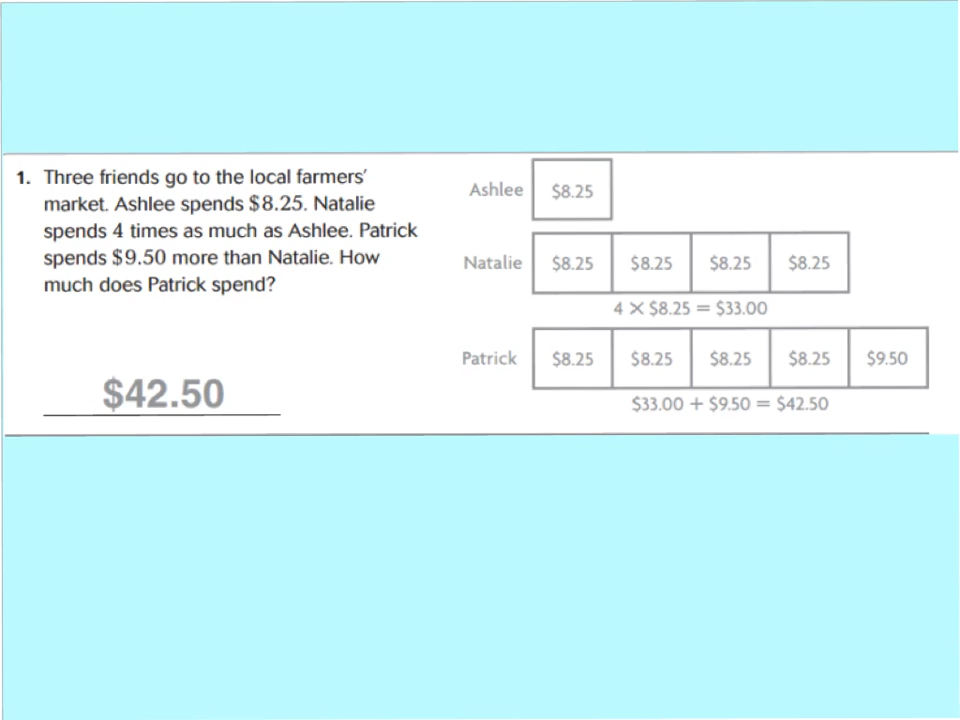 1. Three friends go to the local farmers'
market. Ashlee spends $8.25. Natalie
spends 4 times as much as Ashlee. Patrick
spends $9.50 more than Natalie. How
much does Patrick spend?
$42.50
Ashlee $8.25
Natalie $8.25 $8.25 $8.25 $8.25
4 × $8.25 = $33.00
Patrick $8.25 $8.25 $8.25 $8.25 $9.50
$33.00 + $9.50 = $42.50